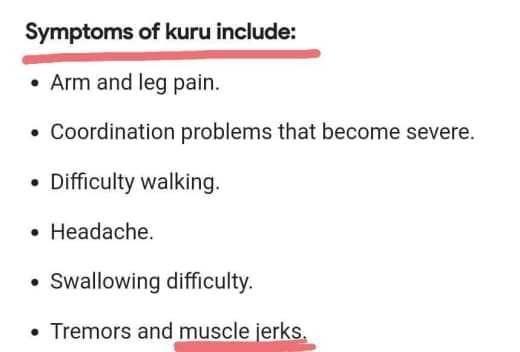 Symptoms of kuru include:
• Arm and leg pain.
• Coordination problems that become severe.
• Difficulty walking.
• Headache.
• Swallowing difficulty.
• Tremors and muscle jerks.